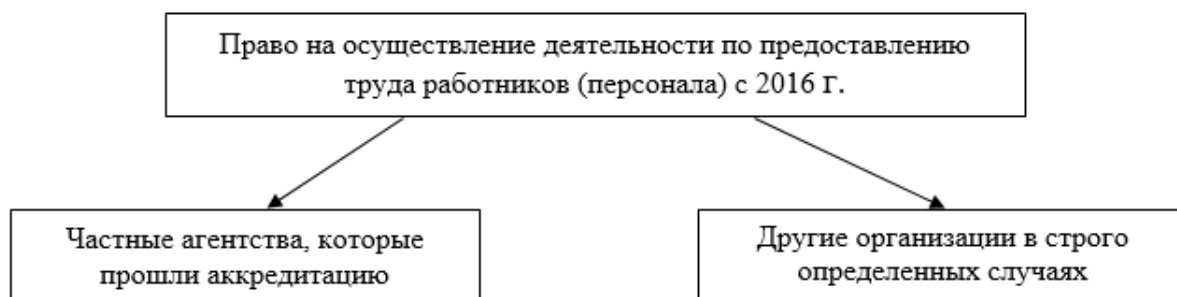 Право на осуществление деятельности по предоставлению
труда работников (персонала) с 2016 г.
Частные агентства, которые
прошли аккредитацию
Другие организации в строго
определенных случаях